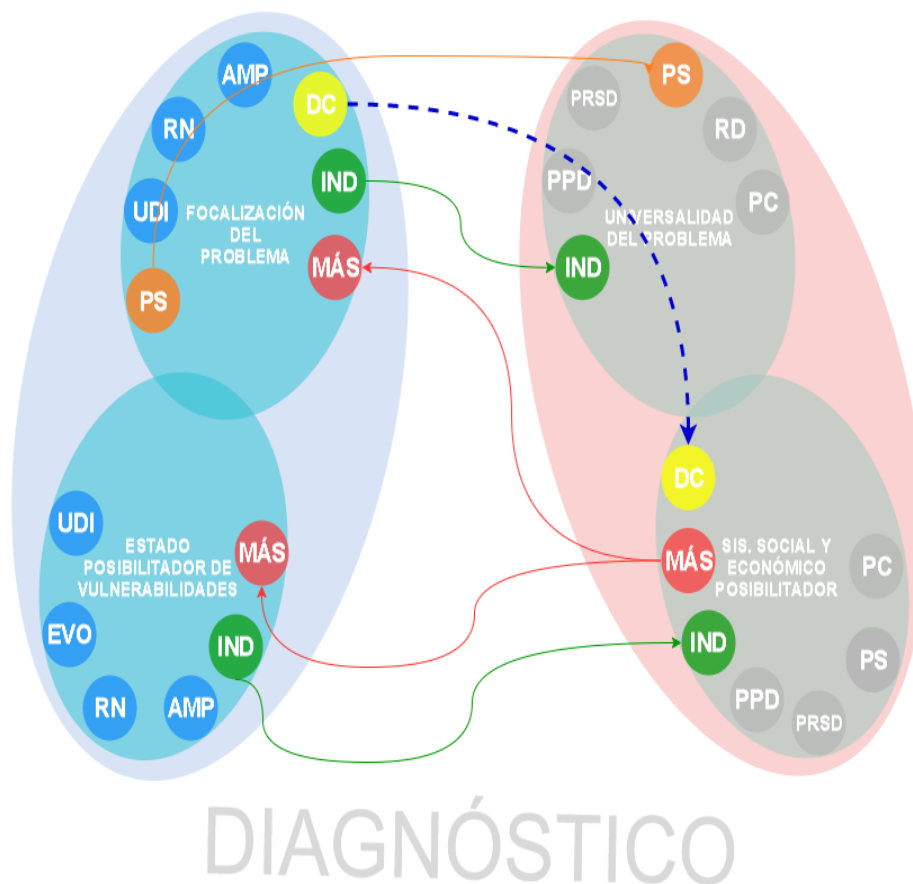 AMP
DC
RN
IND
UDI
FOCALIZACIÓN
DEL
PROBLEMA
MÁS
PS
PS
PRSD
RD
PPD
PC
UNIVERSALIDAD
DEL PROBLEMA
IND
UDI
ESTADO
POSIBILITADOR DE
VULNERABILIDADES
MÁS
EVO
IND
RN
AMP
DC
MÁS
SIS. SOCIAL Y
ECONÓMICO
POSIBILITADOR
PC
IND
PS
PPD
PRSD
DIAGNÓSTICO